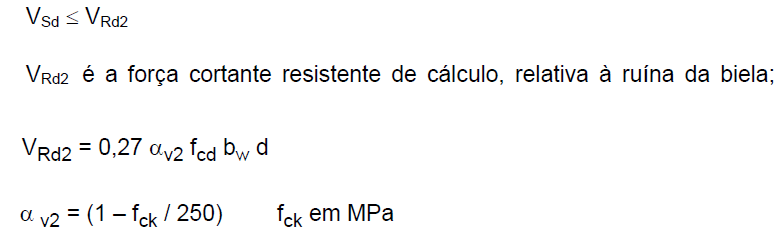 VSd ≤ VRd2
VRd2 é a força cortante resistente de cálculo, relativa à ruína da biela;
VRd2 = 0,27 αv2 fcd bw d
α v2 = (1 – fck / 250) fck em MPa